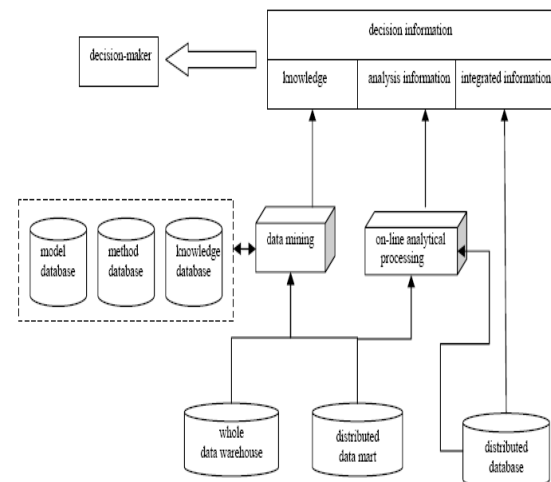 decision information
decision-maker
knowledge
analysis information
integrated information
model
database
method
database
knowledge
database
data mining
on-line analytical
processing
whole
data warehouse
distributed
data mart
distributed
database